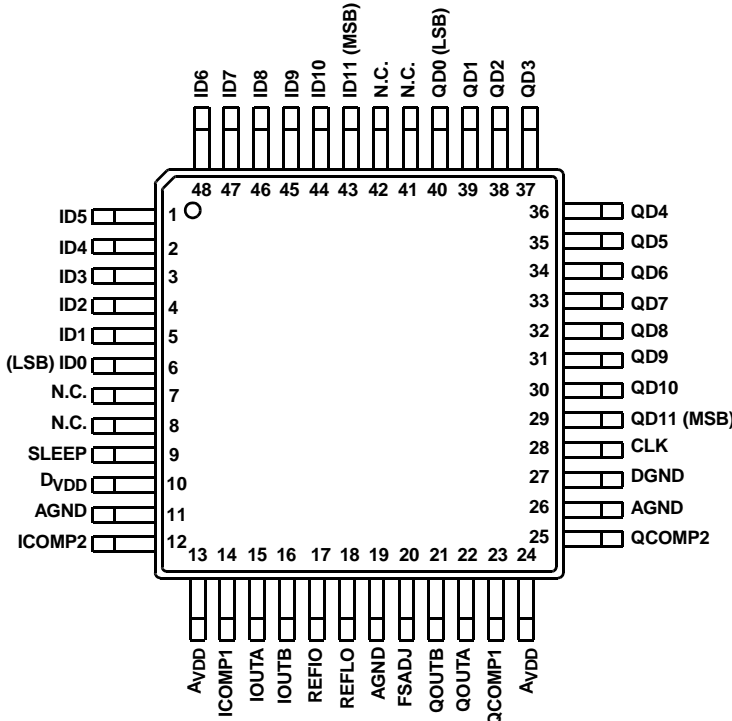 ID6 ID7 ID8 ID9 ID10 ID11 (MSB) N.C. N.C. QD0 (LSB) QD1 QD2 QD3
48 47 46 45 44 43 42 41 40 39 38 37
ID5 1 36 QD4
ID4 2 35 QD5
ID3 3 34 QD6
ID2 4 33 QD7
ID1 5 32 QD8
(LSB) ID0 6 31 QD9
N.C. 7 30 QD10
N.C. 8 29 QD11 (MSB)
SLEEP 9 28 CLK
DVDD 10 27 DGND
AGND 11 26 AGND
ICOMP2 12 25 QCOMP2
13 14 15 16 17 18 19 20 21 22 23 24
AVDD ICOMP1 IOUTA IOUTB REFIO REFLO AGND FSADJ QOUTB QOUTA QCOMP1 AVDD